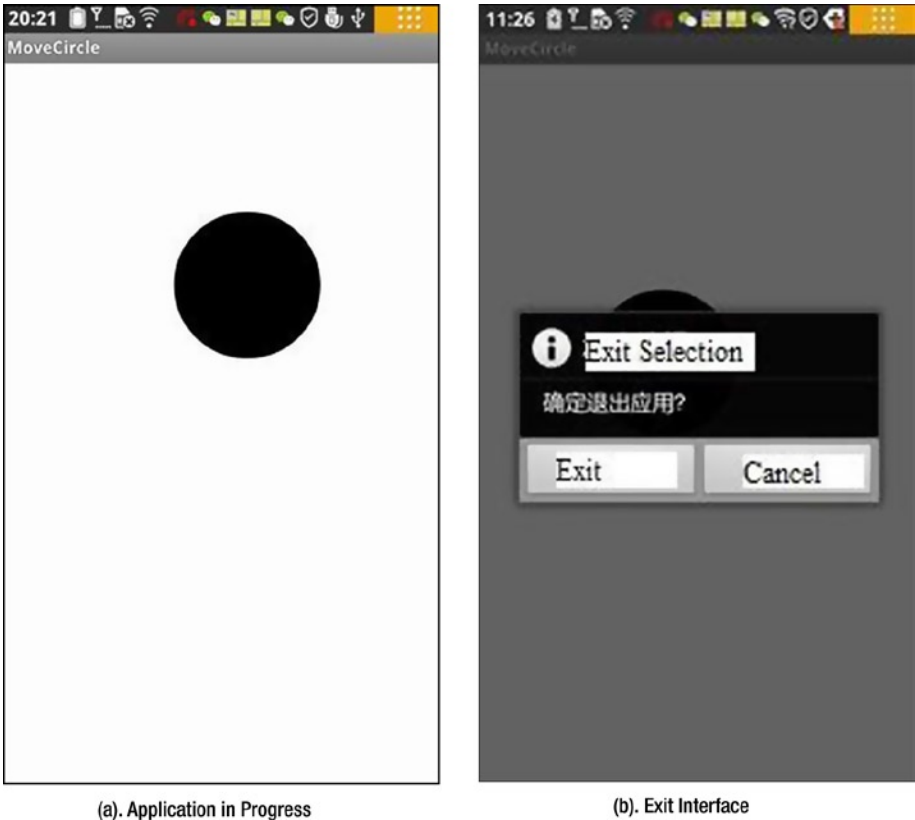 20:21
MoveCircle
(a). Application in Progress
11:26
MoveCircle
Exit Selection
确定退出应用?
Exit
Cancel
(b). Exit Interface